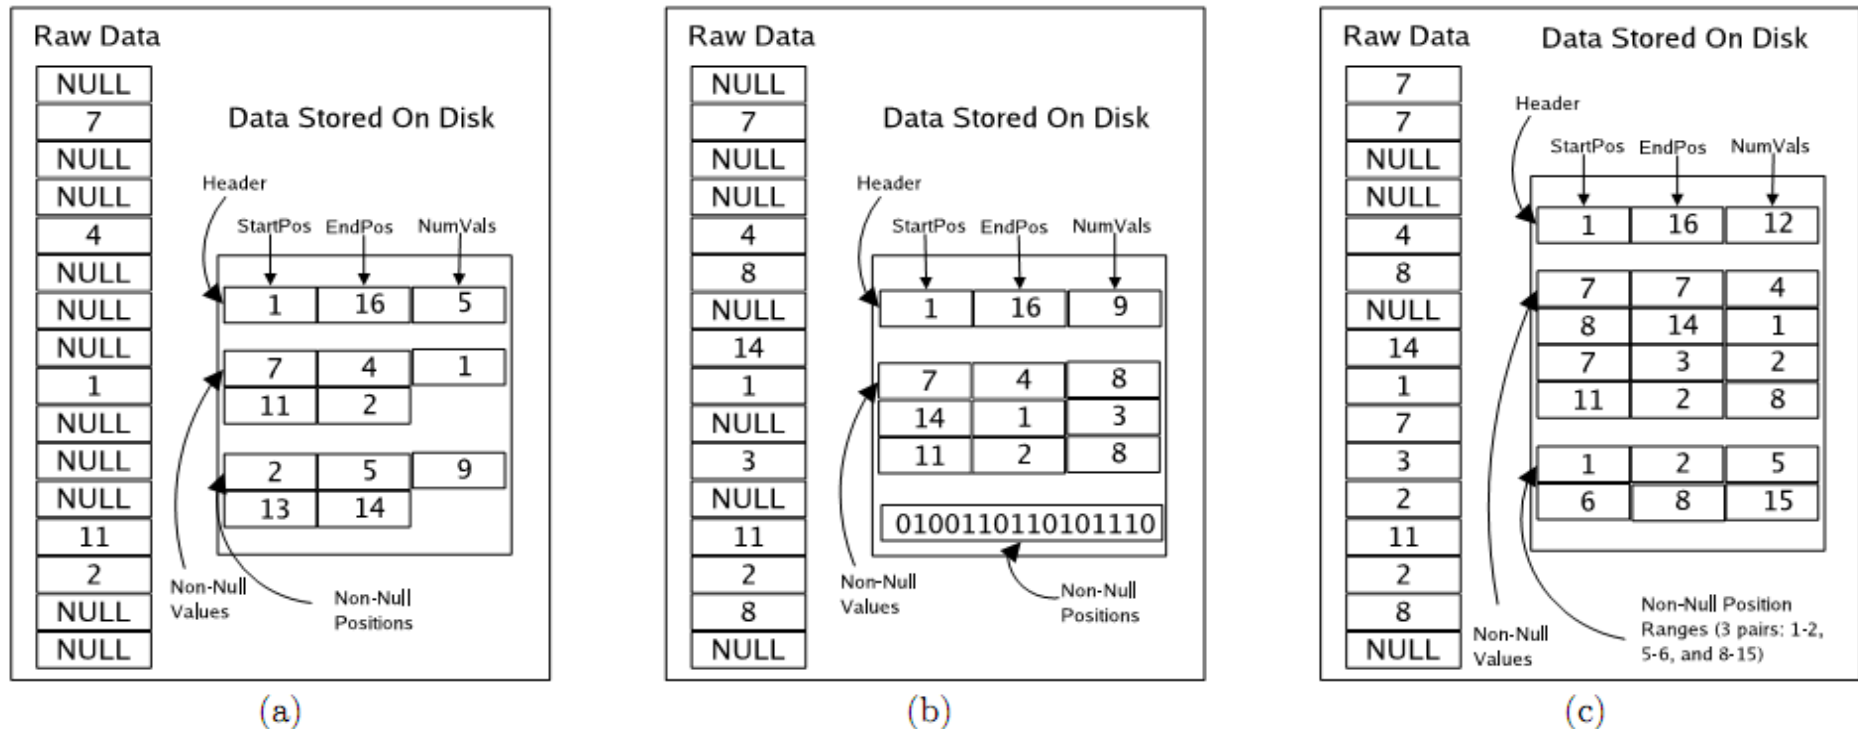 Raw Data
NULL
7
NULL
NULL
4
NULL
NULL
NULL
1
NULL
NULL
NULL
11
2
NULL
NULL
Data Stored On Disk
Header
StartPos EndPos NumVals
1 16 5
7 4 1
11 2
2 5 9
13 14
Non-Null
Values
Non-Null
Positions
(a)
Raw Data
NULL
7
NULL
NULL
4
8
NULL
14
1
NULL
3
NULL
11
2
8
NULL
Data Stored On Disk
Header
StartPos EndPos NumVals
1 16 9
7 4 8
14 1 3
11 2 8
0100110110101110
Non-Null
Values
Non-Null
Positions
(b)
Raw Data
7
7
NULL
NULL
4
8
NULL
14
1
7
3
2
11
2
8
NULL
Data Stored On Disk
Header
StartPos EndPos NumVals
1 16 12
7 7 4
8 14 1
7 3 2
11 2 8
1 2 5
6 8 15
Non-Null
Values
Non-Null Position
Ranges (3 pairs: 1-2,
5-6, and 8-15)
(c)